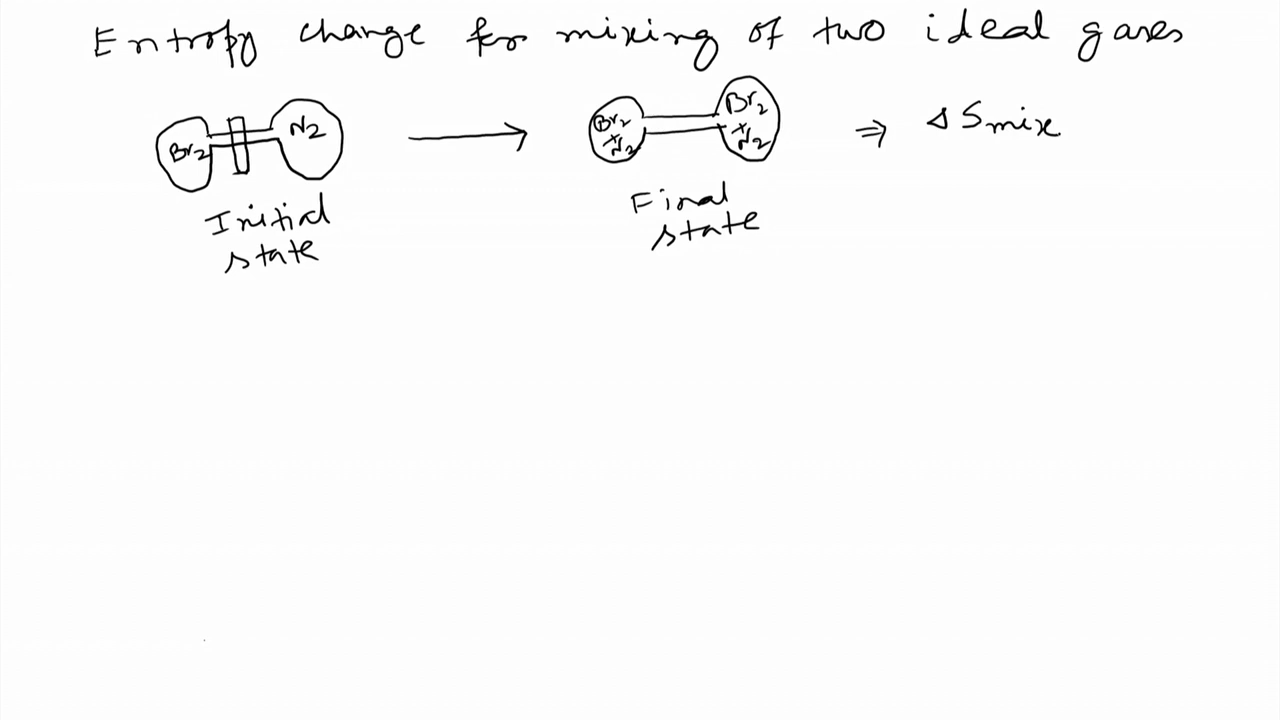 Entropy change for mixing of two ideal gases
Br₂ N₂
Br₂ + N₂ Br₂ + N₂ ⇒ ΔSmix
Initial state
Final state